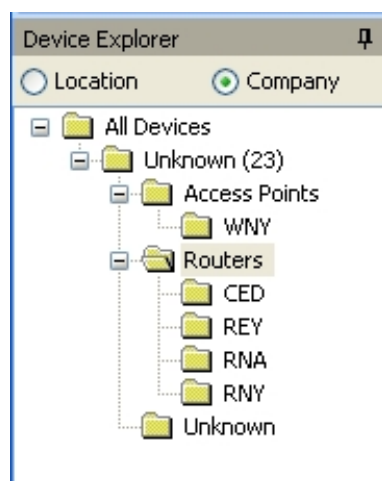 Device Explorer
Location Company
All Devices
Unknown (23)
Access Points
WNY
Routers
CED
REY
RNA
RNY
Unknown